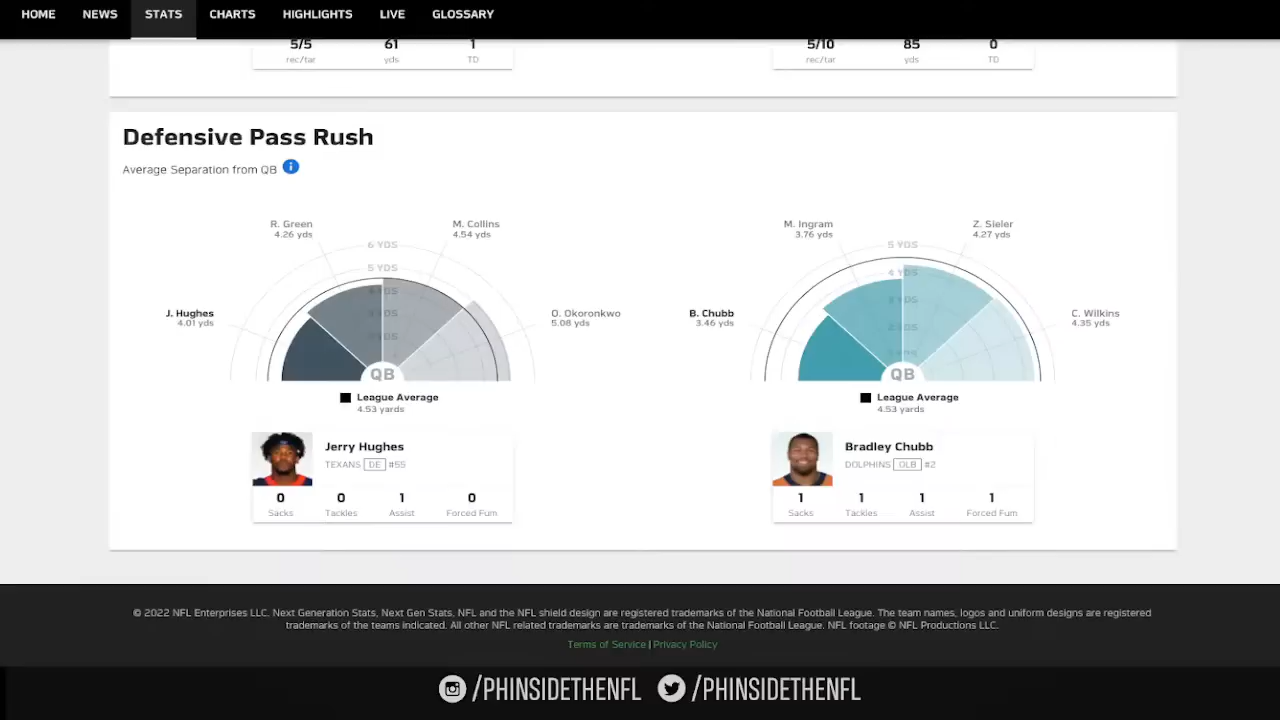 HOME NEWS STATS CHARTS HIGHLIGHTS LIVE GLOSSARY
5/5 61 1
rec/tar yds TD
5/10 85 0
rec/tar yds TD
Defensive Pass Rush
Average Separation from QB
R. Green
4.26 yds
M. Collins
4.54 yds
6 YDS
5 YDS
J. Hughes
4.01 yds
O. Okoronkwo
5.08 yds
QB
League Average
4.53 yards
M. Ingram
3.76 yds
Z. Sieler
4.27 yds
5 YDS
4 YDS
B. Chubb
3.46 yds
C. Wilkins
4.35 yds
QB
League Average
4.53 yards
Jerry Hughes
TEXANS DE #55
0 0 1 0
Sacks Tackles Assist Forced Fum
Bradley Chubb
DOLPHINS OLB #2
1 1 1 1
Sacks Tackles Assist Forced Fum
© 2022 NFL Enterprises LLC, Next Generation Stats, Next Gen Stats, NFL and the NFL shield design are registered trademarks of the National Football League. The team names, logos and uniform designs are registered
trademarks of the teams indicated. All other NFL related trademarks are trademarks of the National Football League. NFL footage © NFL Productions LLC.
Terms of Service | Privacy Policy
/PHINSIDETHENFL /PHINSIDETHENFL